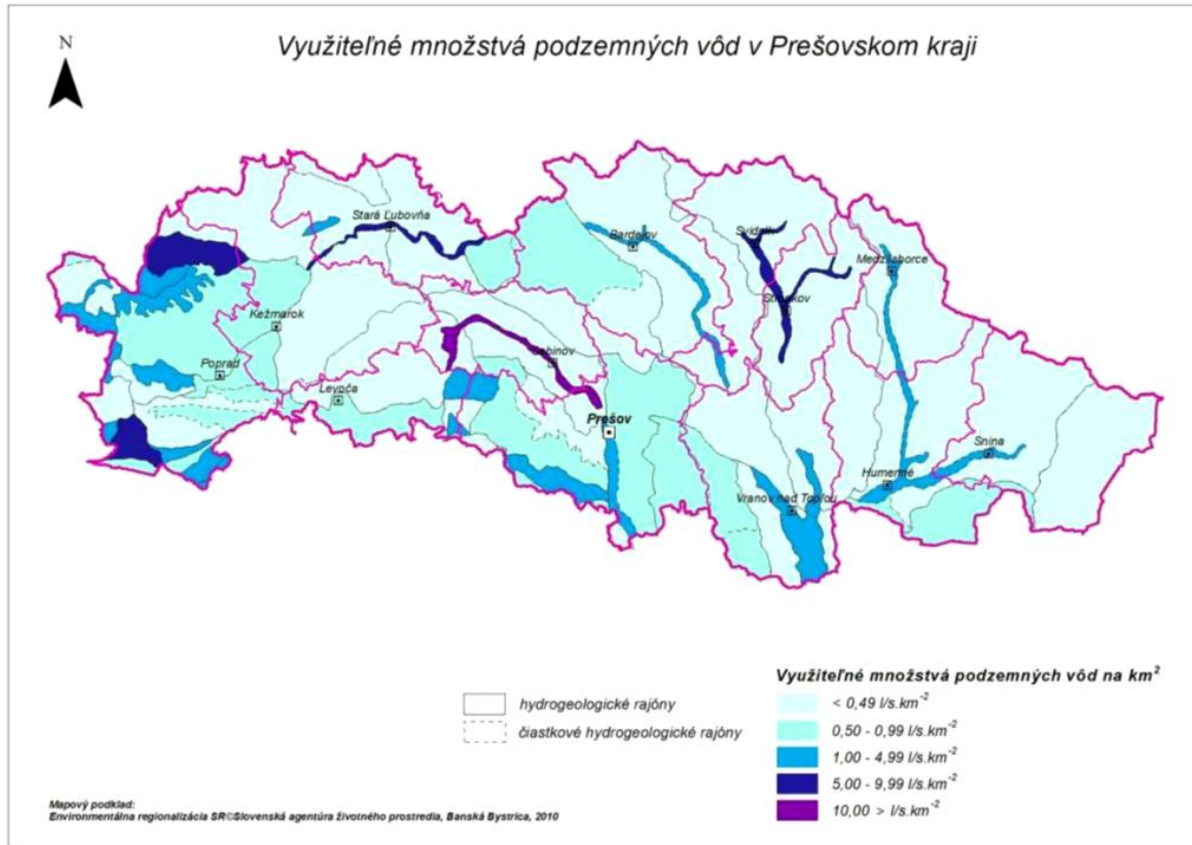 N
Využiteľné množstvá podzemných vôd v Prešovskom kraji
Stará Ľubovňa
Bardejov
Svidník
Medzilaborce
Stropkov
Kežmarok
Poprad
Levoča
Sabinov
Prešov
Snina
Humenné
Vranov nad Topľou
Využiteľné množstvá podzemných vôd na km²
hydrogeologické rajóny
čiastkové hydrogeologické rajóny
< 0,49 l/s.km⁻²
0,50 - 0,99 l/s.km⁻²
1,00 - 4,99 l/s.km⁻²
5,00 - 9,99 l/s.km⁻²
10,00 > l/s.km⁻²
Mapový podklad:
Environmentálna regionalizácia SR©Slovenská agentúra životného prostredia, Banská Bystrica, 2010